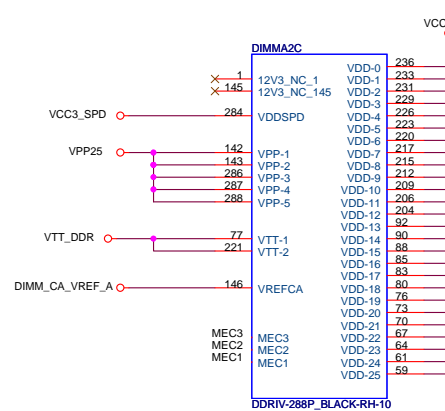 VCC
DIMMA2C
1 12V3_NC_1
145 12V3_NC_145
VCC3_SPD 284 VDDSPD
VPP25 142 VPP-1
143 VPP-2
286 VPP-3
287 VPP-4
288 VPP-5
VTT_DDR 77 VTT-1
221 VTT-2
DIMM_CA_VREF_A 146 VREFCA
MEC3 MEC3
MEC2 MEC2
MEC1 MEC1
VDD-0 236
VDD-1 233
VDD-2 231
VDD-3 229
VDD-4 226
VDD-5 223
VDD-6 220
VDD-7 217
VDD-8 215
VDD-9 212
VDD-10 209
VDD-11 206
VDD-12 204
VDD-13 92
VDD-14 90
VDD-15 88
VDD-16 85
VDD-17 83
VDD-18 80
VDD-19 76
VDD-20 73
VDD-21 70
VDD-22 67
VDD-23 64
VDD-24 61
VDD-25 59
DDRIV-288P_BLACK-RH-10